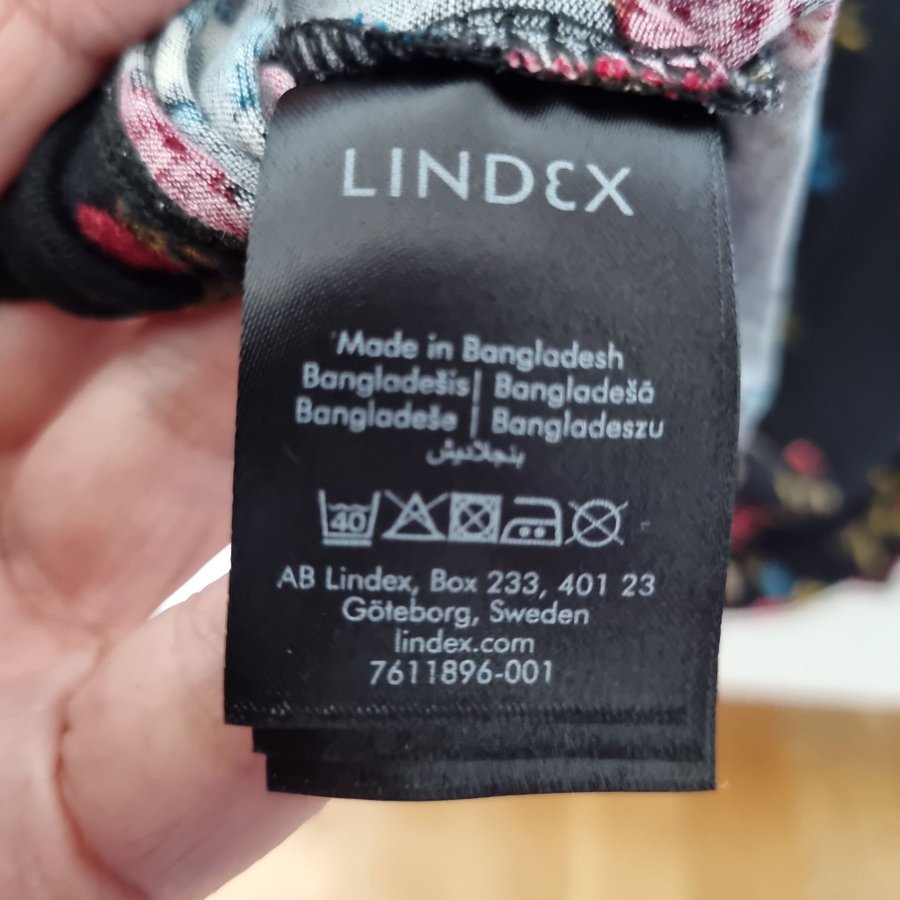 LINDEX
Made in Bangladesh
Bangladešis | Bangladešā
Bangladeše | Bangladeszu
بنجلاديش
40
AB Lindex, Box 233, 401 23
Göteborg, Sweden
lindex.com
7611896-001